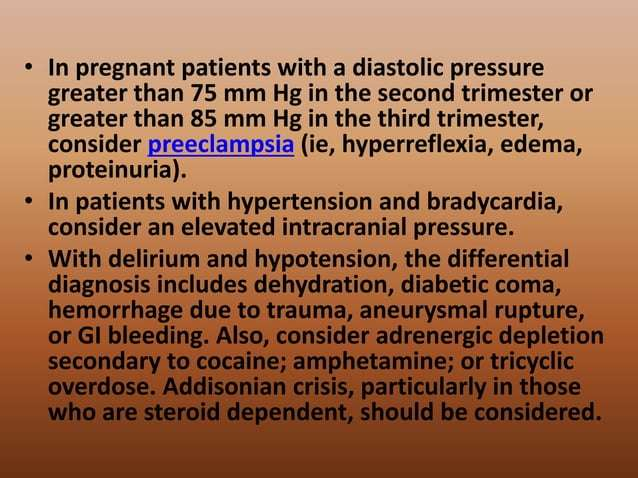 • In pregnant patients with a diastolic pressure
greater than 75 mm Hg in the second trimester or
greater than 85 mm Hg in the third trimester,
consider preeclampsia (ie, hyperreflexia, edema,
proteinuria).
• In patients with hypertension and bradycardia,
consider an elevated intracranial pressure.
• With delirium and hypotension, the differential
diagnosis includes dehydration, diabetic coma,
hemorrhage due to trauma, aneurysmal rupture,
or GI bleeding. Also, consider adrenergic depletion
secondary to cocaine; amphetamine; or tricyclic
overdose. Addisonian crisis, particularly in those
who are steroid dependent, should be considered.